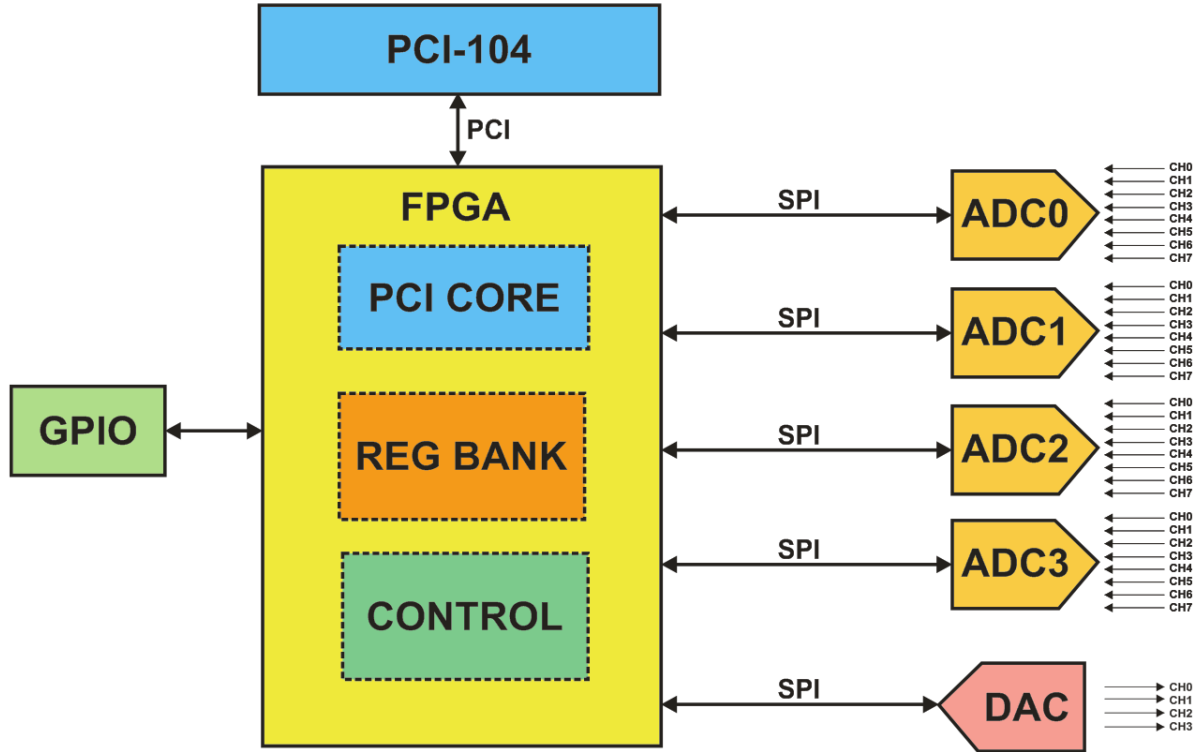 PCI-104
PCI
FPGA
PCI CORE
REG BANK
CONTROL
GPIO
SPI
ADC0
CH0
CH1
CH2
CH3
CH4
CH5
CH6
CH7
SPI
ADC1
CH0
CH1
CH2
CH3
CH4
CH5
CH6
CH7
SPI
ADC2
CH0
CH1
CH2
CH3
CH4
CH5
CH6
CH7
SPI
ADC3
CH0
CH1
CH2
CH3
CH4
CH5
CH6
CH7
SPI
DAC
CH0
CH1
CH2
CH3